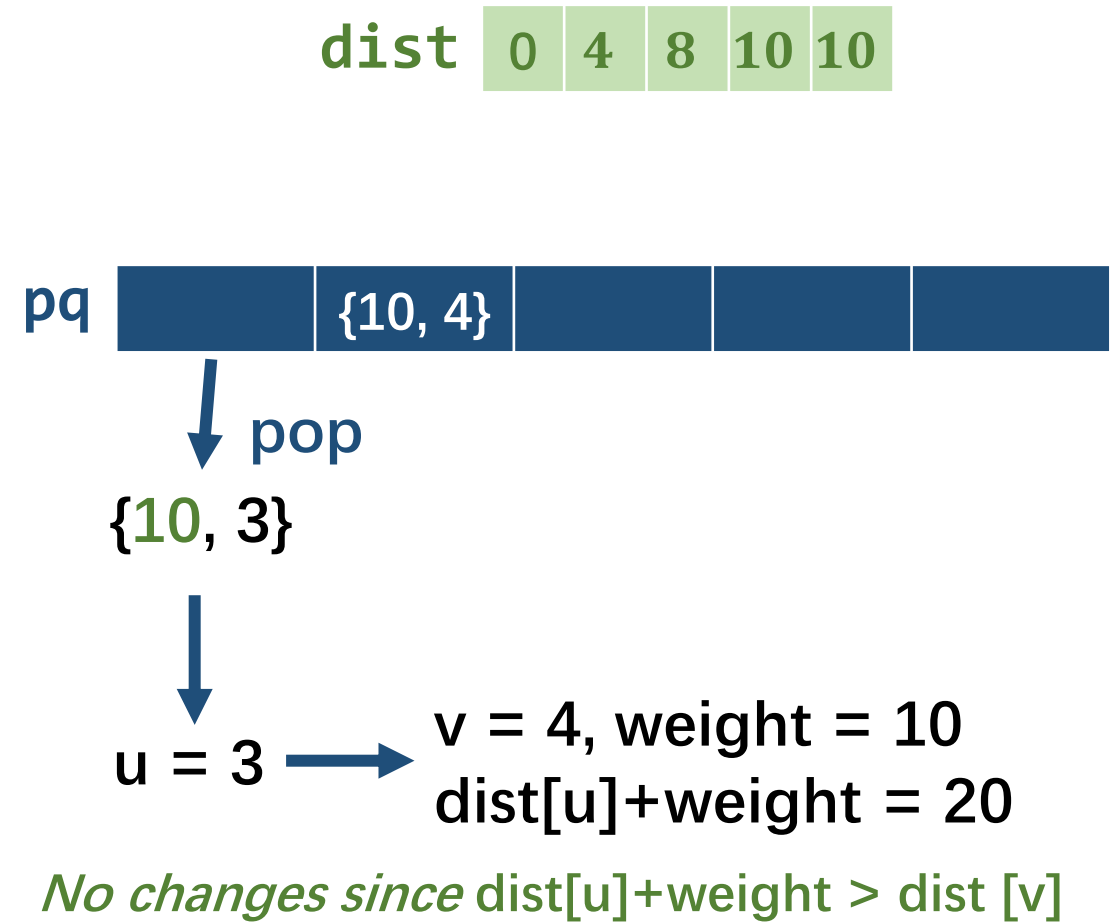 dist 0 4 8 10 10
pq {10, 4}
pop
{10, 3}
v = 4, weight = 10
u = 3
dist[u]+weight = 20
No changes since dist[u]+weight > dist [v]